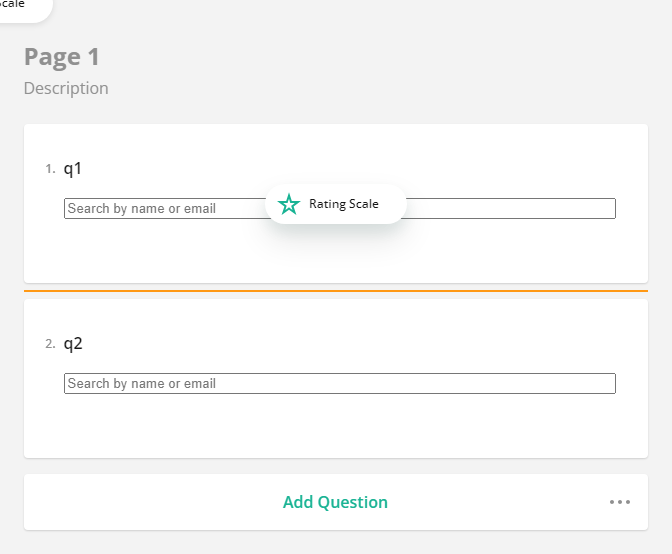 cale
Page 1
Description
1. q1
Search by name or email
Rating Scale
2. q2
Search by name or email
Add Question